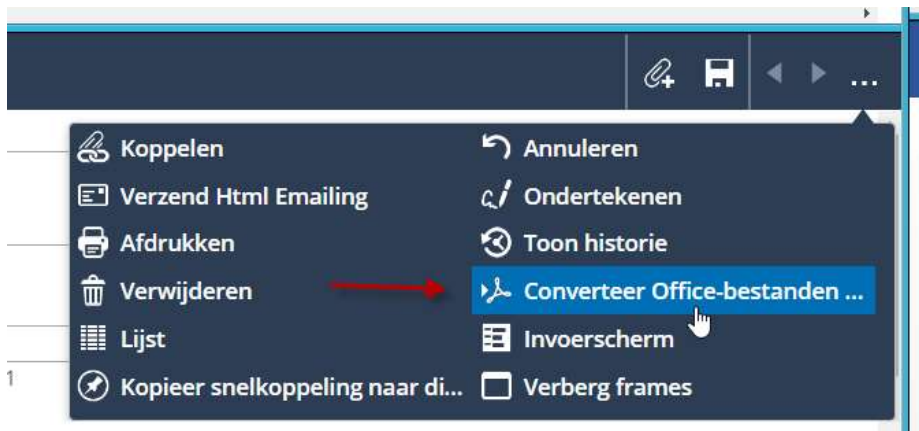 ...
Koppelen
Annuleren
Verzend Html Emailing
Ondertekenen
Afdrukken
Toon historie
Verwijderen
Converteer Office-bestanden ...
Lijst
Invoerscherm
1
Kopieer snelkoppeling naar di...
Verberg frames